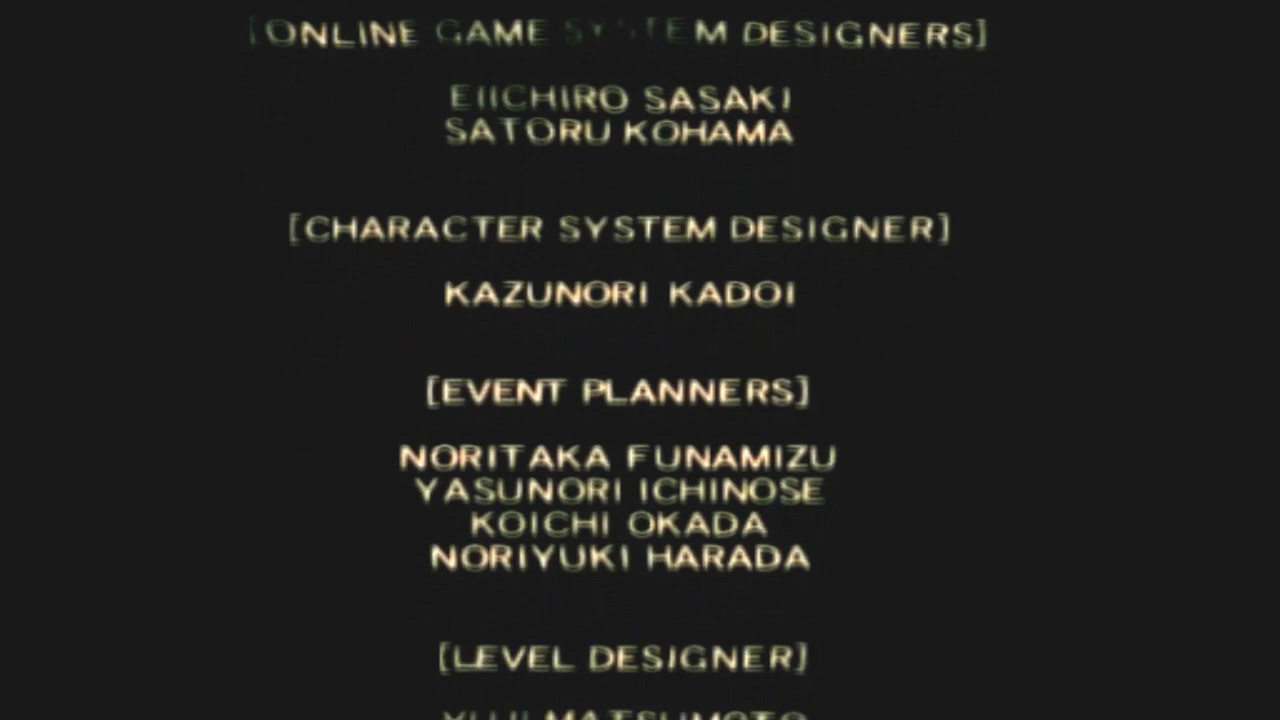 [ONLINE GAME SYSTEM DESIGNERS]
EIICHIRO SASAKI
SATORU KOHAMA
[CHARACTER SYSTEM DESIGNER]
KAZUNORI KADOI
[EVENT PLANNERS]
NORITAKA FUNAMIZU
YASUNORI ICHINOSE
KOICHI OKADA
NORIYUKI HARADA
[LEVEL DESIGNER]
MATSUMOTO